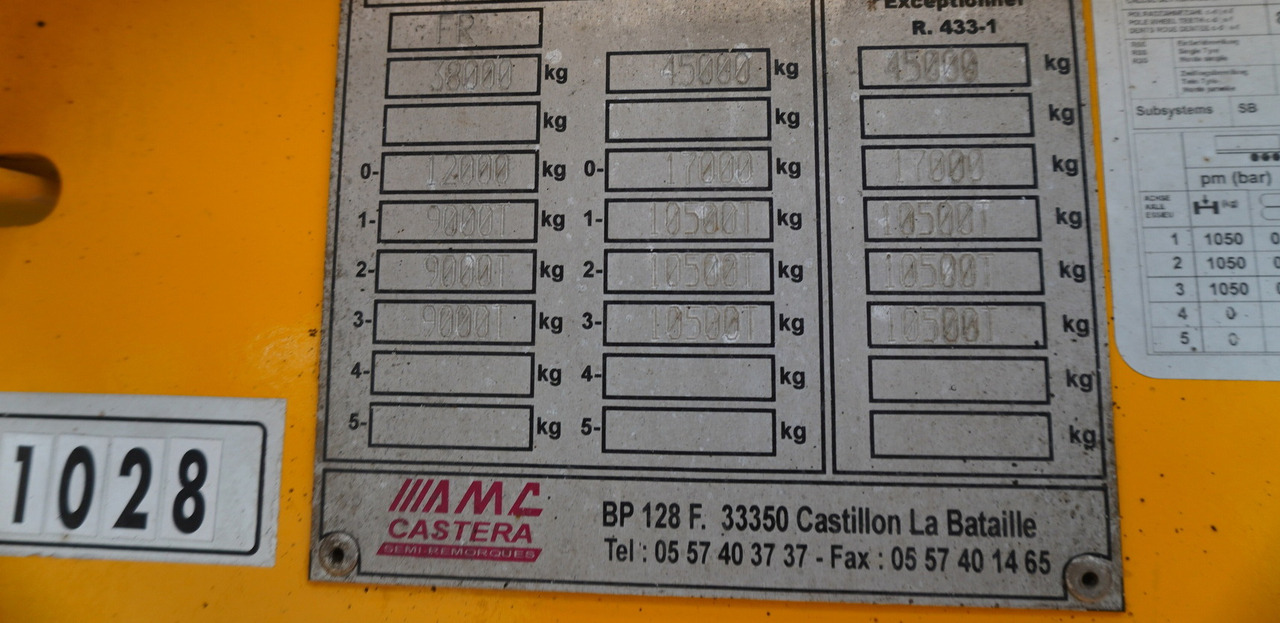 Exceptionnel
FR
R. 433-1
38000 kg 45000 kg 45000 kg
kg kg kg
0- 12000 kg 0- 17000 kg 17000 kg
1- 9000T kg 1- 10500T kg 10500T kg
2- 9000T kg 2- 10500T kg 10500T kg
3- 9000T kg 3- 10500T kg 10500T kg
4- kg 4- kg kg
5- kg 5- kg kg
AMC
CASTERA
SEMI-REMORQUES
BP 128 F. 33350 Castillon La Bataille
Tel : 05 57 40 37 37 - Fax : 05 57 40 14 65
1028
Subsystems SB
pm (bar)
1 1050 0
2 1050 0
3 1050
4 0
5 0